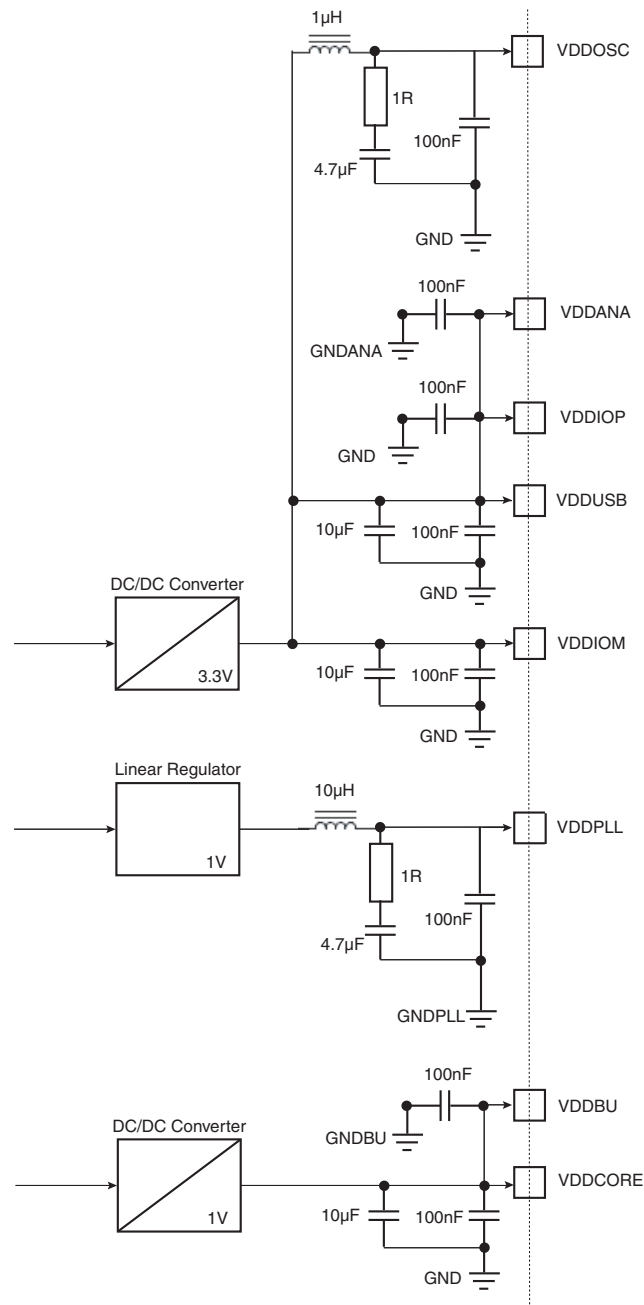 1µH
VDDOSC
1R
100nF
4.7µF
GND
100nF
VDDANA
GNDANA
100nF
VDDIOP
GND
VDDUSB
10µF
100nF
DC/DC Converter
GND
VDDIOM
3.3V
10µF
100nF
GND
Linear Regulator
10µH
VDDPLL
1V
1R
100nF
4.7µF
GNDPLL
100nF
VDDBU
DC/DC Converter
GNDBU
VDDCORE
1V
10µF
100nF
GND